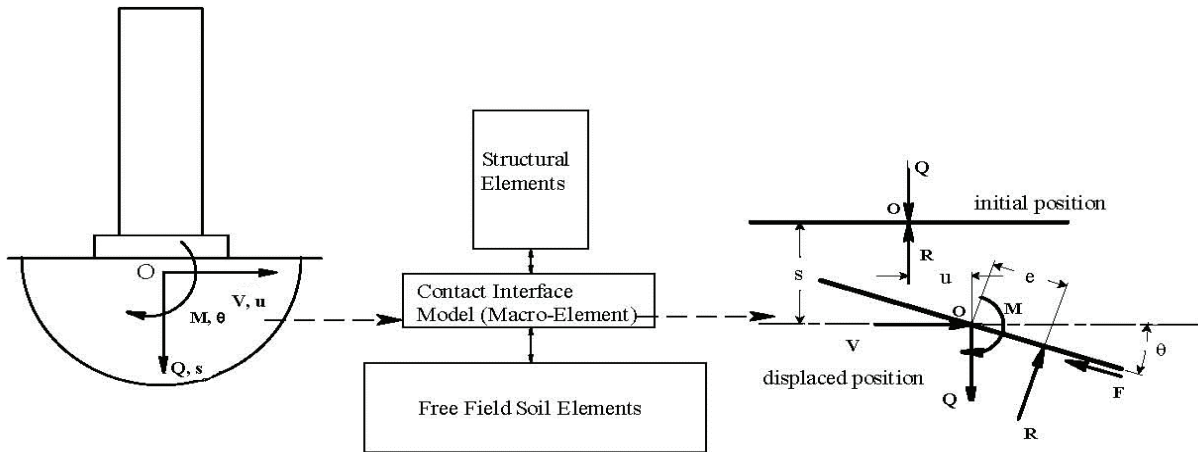 O
V, u
M, θ
Q, s
Structural
Elements
Contact Interface
Model (Macro-Element)
Free Field Soil Elements
Q
O
initial position
R
s
u
e
O
M
V
θ
displaced position
F
Q
R